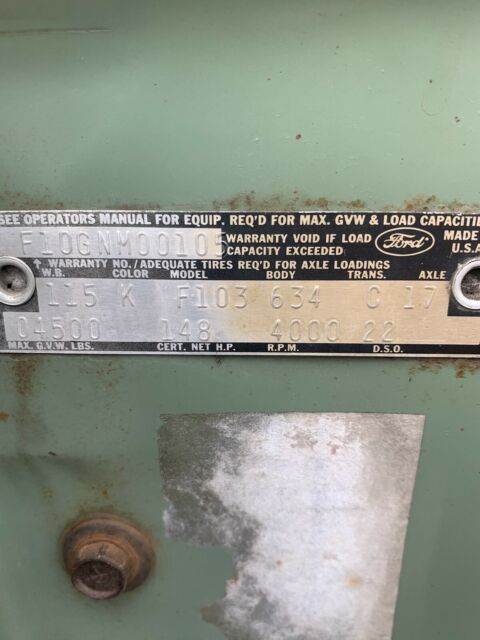 SEE OPERATORS MANUAL FOR EQUIP. REQ'D FOR MAX. GVW & LOAD CAPACITIE
F10GNM00105 WARRANTY VOID IF LOAD CAPACITY EXCEEDED Ford MADE U.S.A
↑ WARRANTY NO./ADEQUATE TIRES REQ'D FOR AXLE LOADINGS
W.B. COLOR MODEL BODY TRANS. AXLE
115 K F103 634 C 17
04500 148 4000 22
MAX. G.V.W. LBS. CERT. NET H.P. R.P.M. D.S.O.